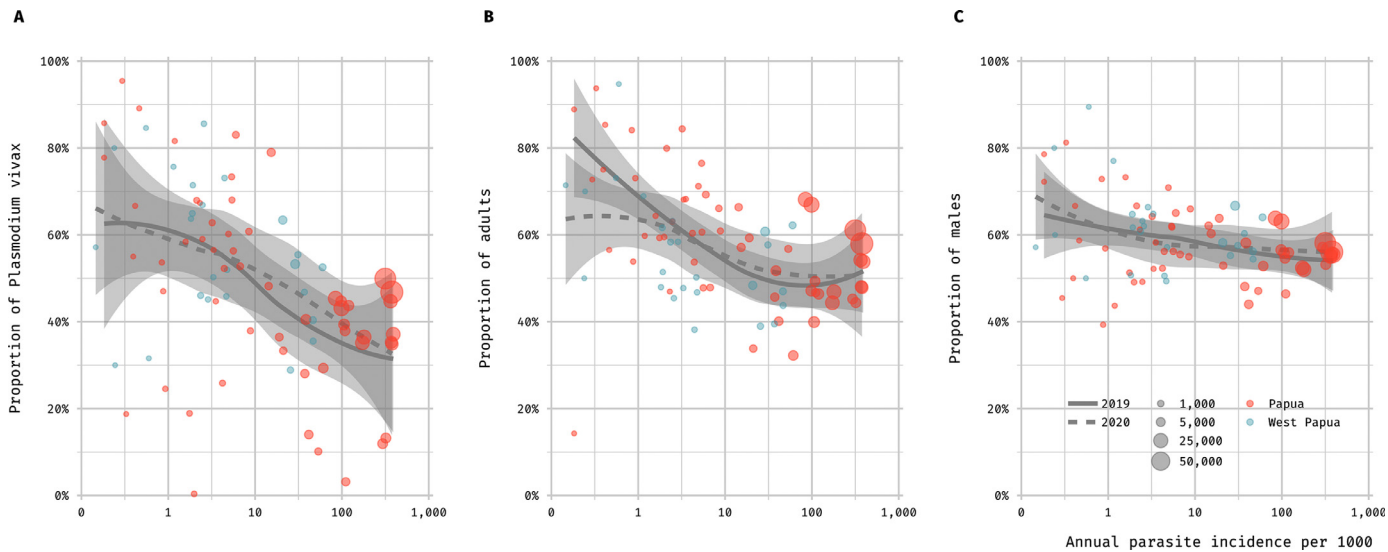 A
B
C
Proportion of Plasmodium vivax
100%
80%
60%
40%
20%
0%
0 1 10 100 1,000
Proportion of adults
100%
80%
60%
40%
20%
0%
0 1 10 100 1,000
Proportion of males
100%
80%
60%
40%
20%
0%
0 1 10 100 1,000
2019
2020
1,000
5,000
25,000
50,000
Papua
West Papua
Annual parasite incidence per 1000